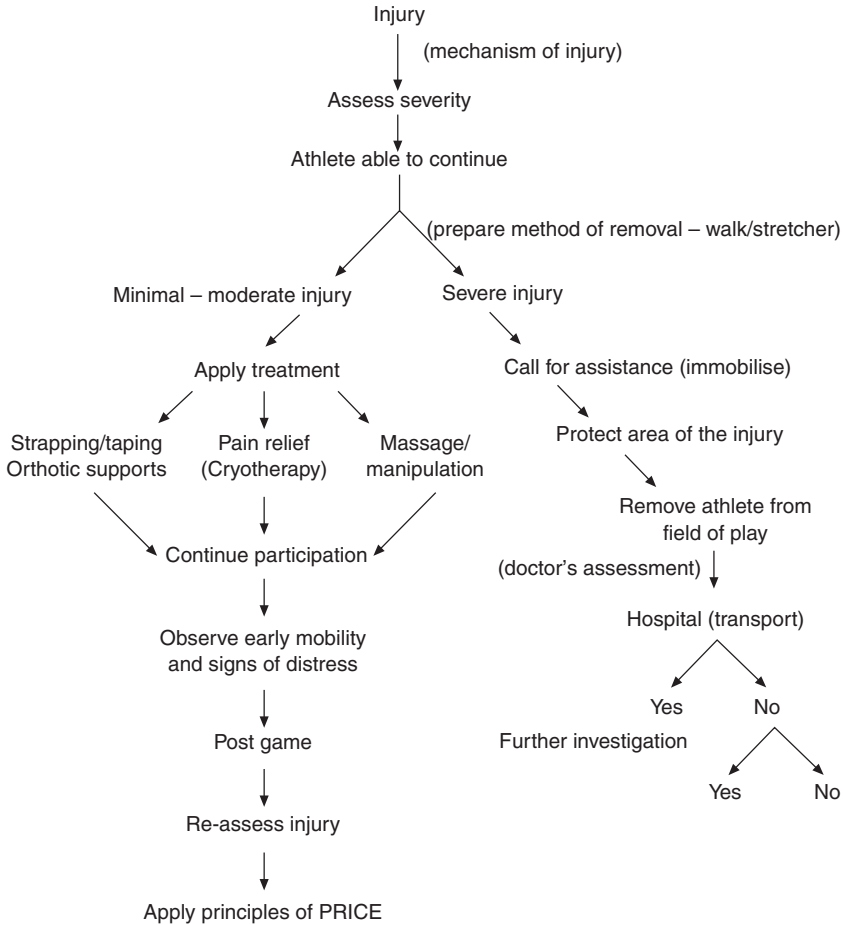 Injury
(mechanism of injury)
Assess severity
Athlete able to continue
(prepare method of removal – walk/stretcher)
Minimal – moderate injury
Severe injury
Apply treatment
Call for assistance (immobilise)
Strapping/taping
Orthotic supports
Pain relief
(Cryotherapy)
Massage/
manipulation
Protect area of the injury
Remove athlete from
field of play
Continue participation
(doctor’s assessment)
Hospital (transport)
Observe early mobility
and signs of distress
Yes
No
Post game
Further investigation
Yes
No
Re-assess injury
Apply principles of PRICE